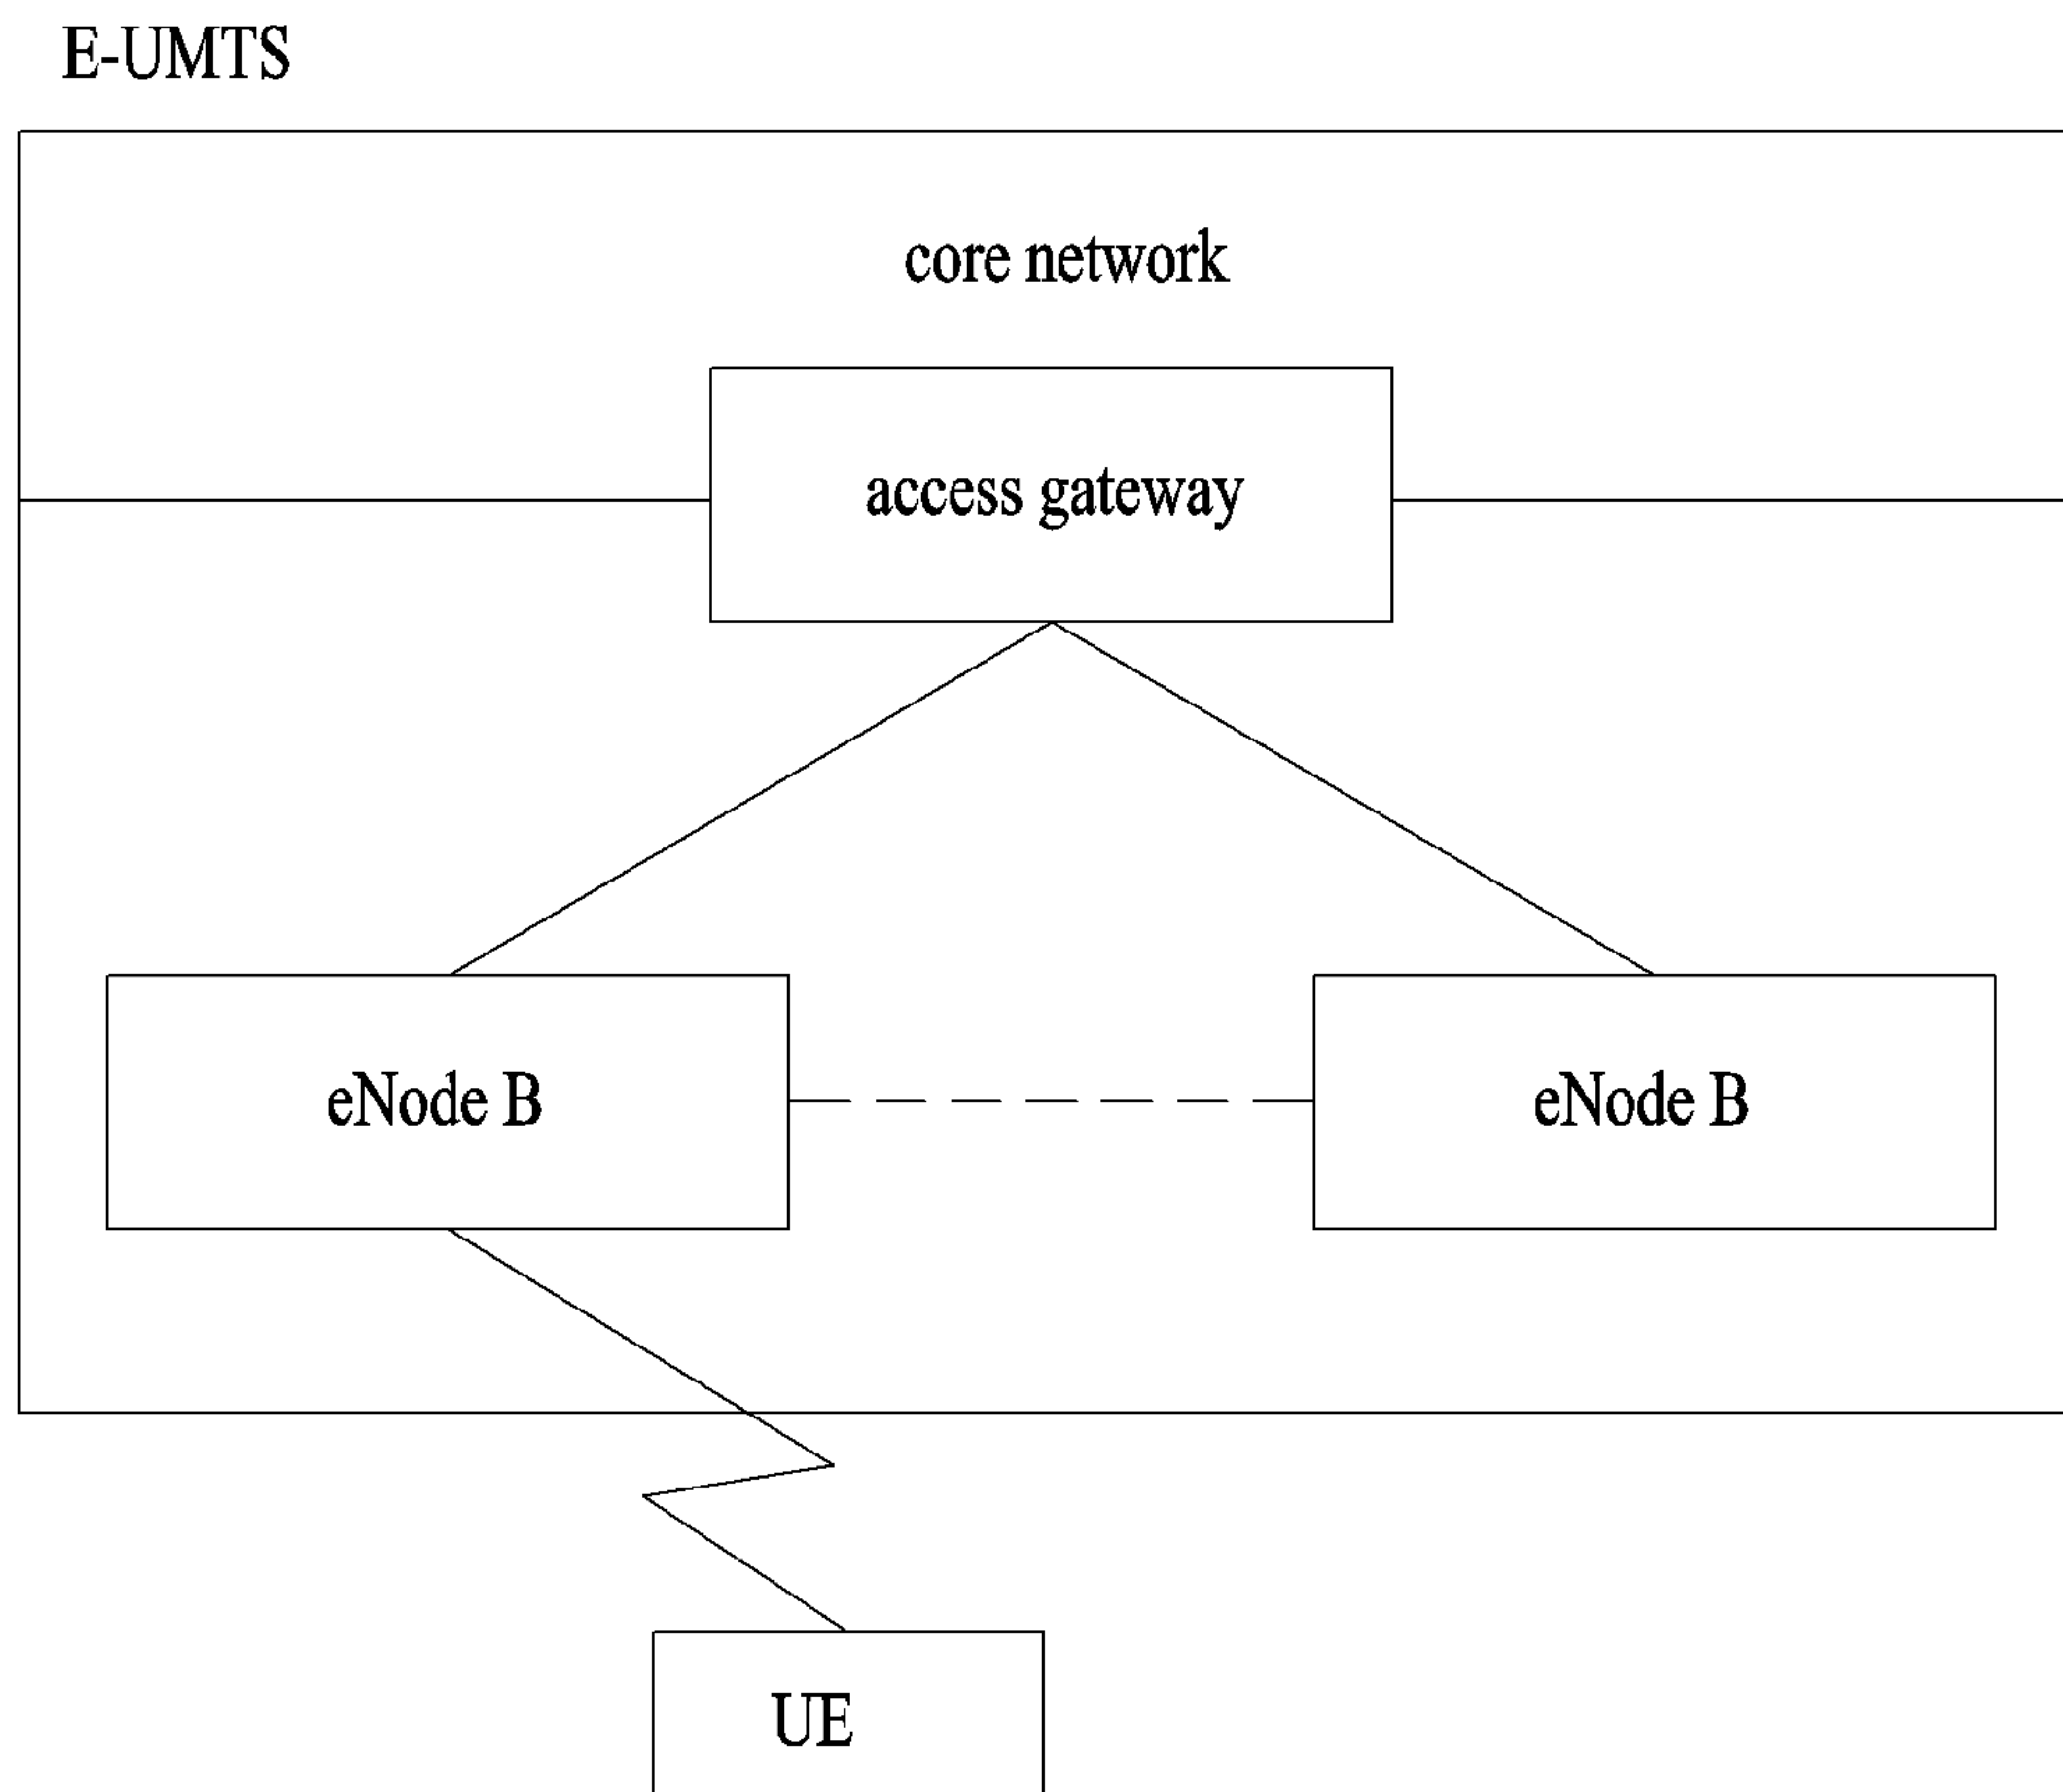 E-UMTS
core network
access gateway
eNode B
eNode B
UE